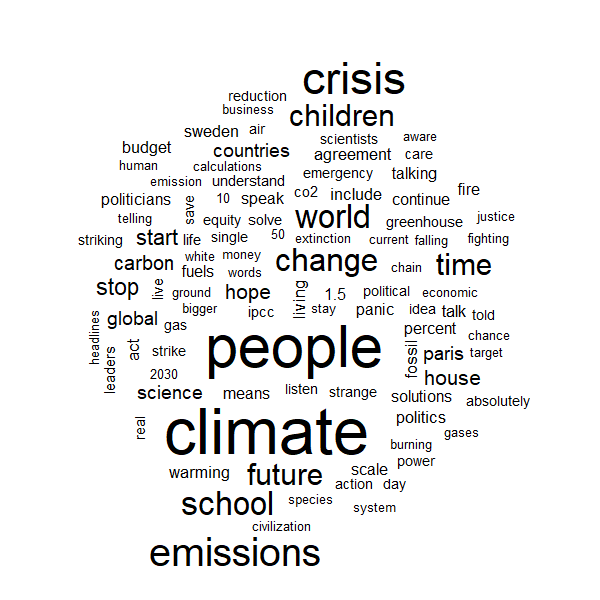 crisis
reduction
business
children
sweden air
scientists aware
budget
countries
agreement care
human calculations
emergency talking
emission understand
co2 include continue fire
politicians save 10 speak
telling
equity solve
world greenhouse justice
striking start life single 50 extinction current falling fighting
carbon white money
change chain time
fuels words
stop live ground hope living 1.5 political economic
bigger ipcc stay panic idea talk told
headlines global gas
percent chance
leaders act strike people fossil paris target
2030
house
science means listen strange solutions absolutely
real climate politics
gases
burning
warming future scale power
action day
school species system
civilization
emissions